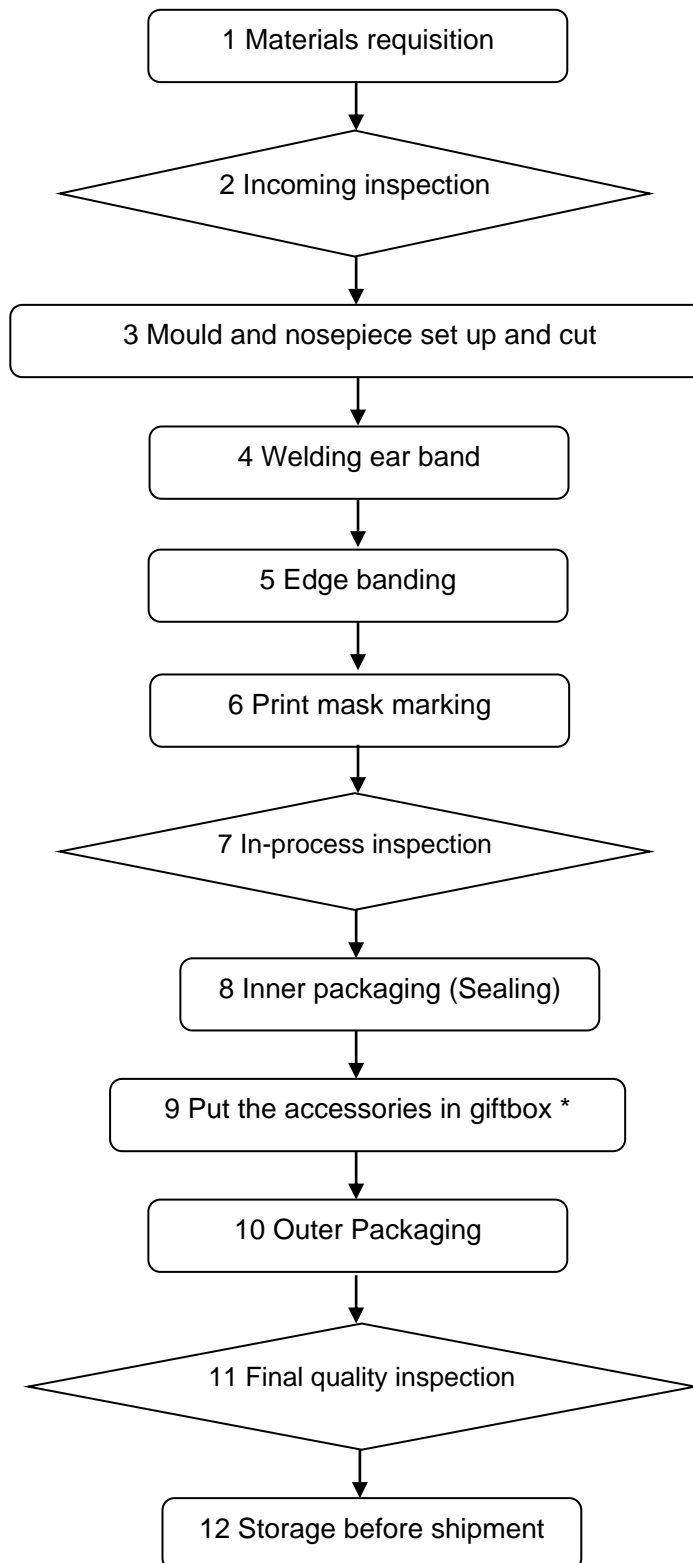 1 Materials requisition
2 Incoming inspection
3 Mould and nosepiece set up and cut
4 Welding ear band
5 Edge banding
6 Print mask marking
7 In-process inspection
8 Inner packaging (Sealing)
9 Put the accessories in giftbox *
10 Outer Packaging
11 Final quality inspection
12 Storage before shipment